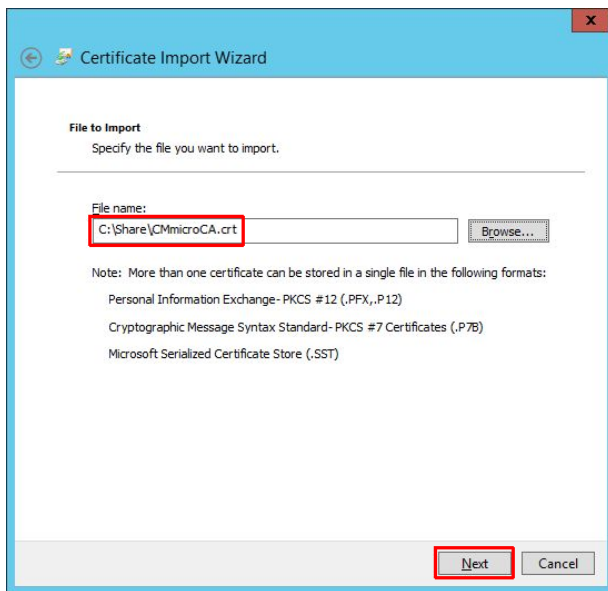 x
Certificate Import Wizard
File to Import
Specify the file you want to import.
File name:
C:\Share\CMmicroCA.crt
Browse...
Note: More than one certificate can be stored in a single file in the following formats:
Personal Information Exchange- PKCS #12 (.PFX,.P12)
Cryptographic Message Syntax Standard- PKCS #7 Certificates (.P7B)
Microsoft Serialized Certificate Store (.SST)
Next
Cancel